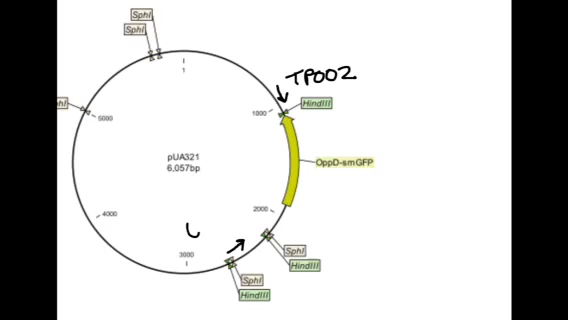 SphI
SphI
TP002
1
HindIII
hI
5000
1000
pUA321
6,057bp
OppD-smGFP
4000
2000
3000
SphI
HindIII
SphI
HindIII